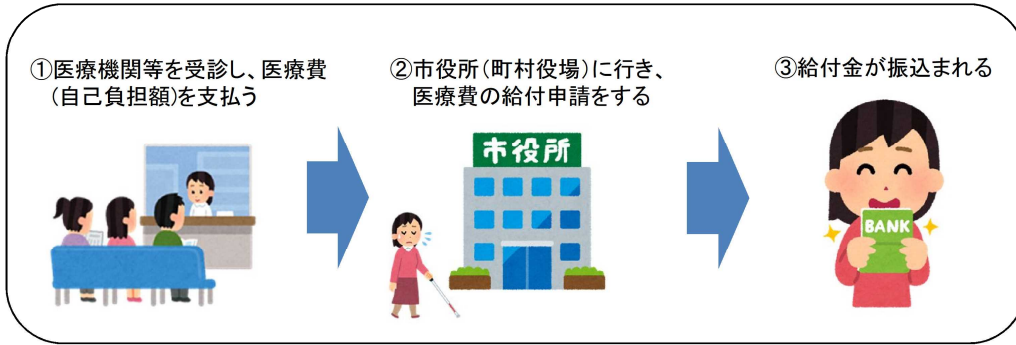 ①医療機関等を受診し、医療費
(自己負担額)を支払う
②市役所(町村役場)に行き、
医療費の給付申請をする
③給付金が振込まれる
市役所
BANK